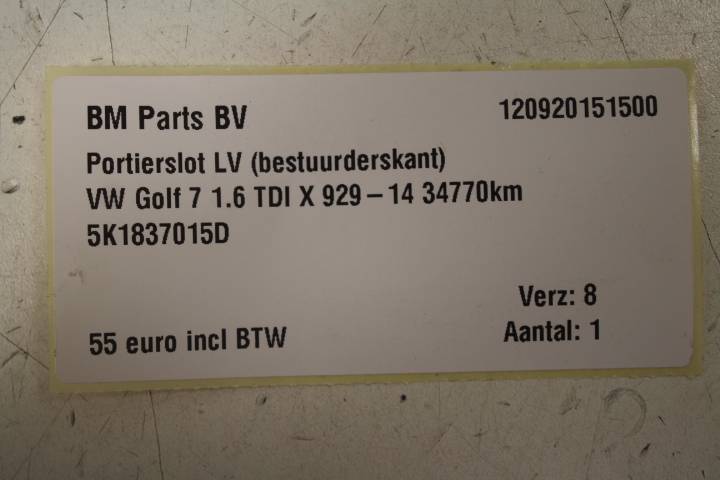 BM Parts BV
120920151500
Portierslot LV (bestuurderskant)
VW Golf 7 1.6 TDI X 929-14 34770km
5K1837015D
Verz: 8
55 euro incl BTW
Aantal: 1